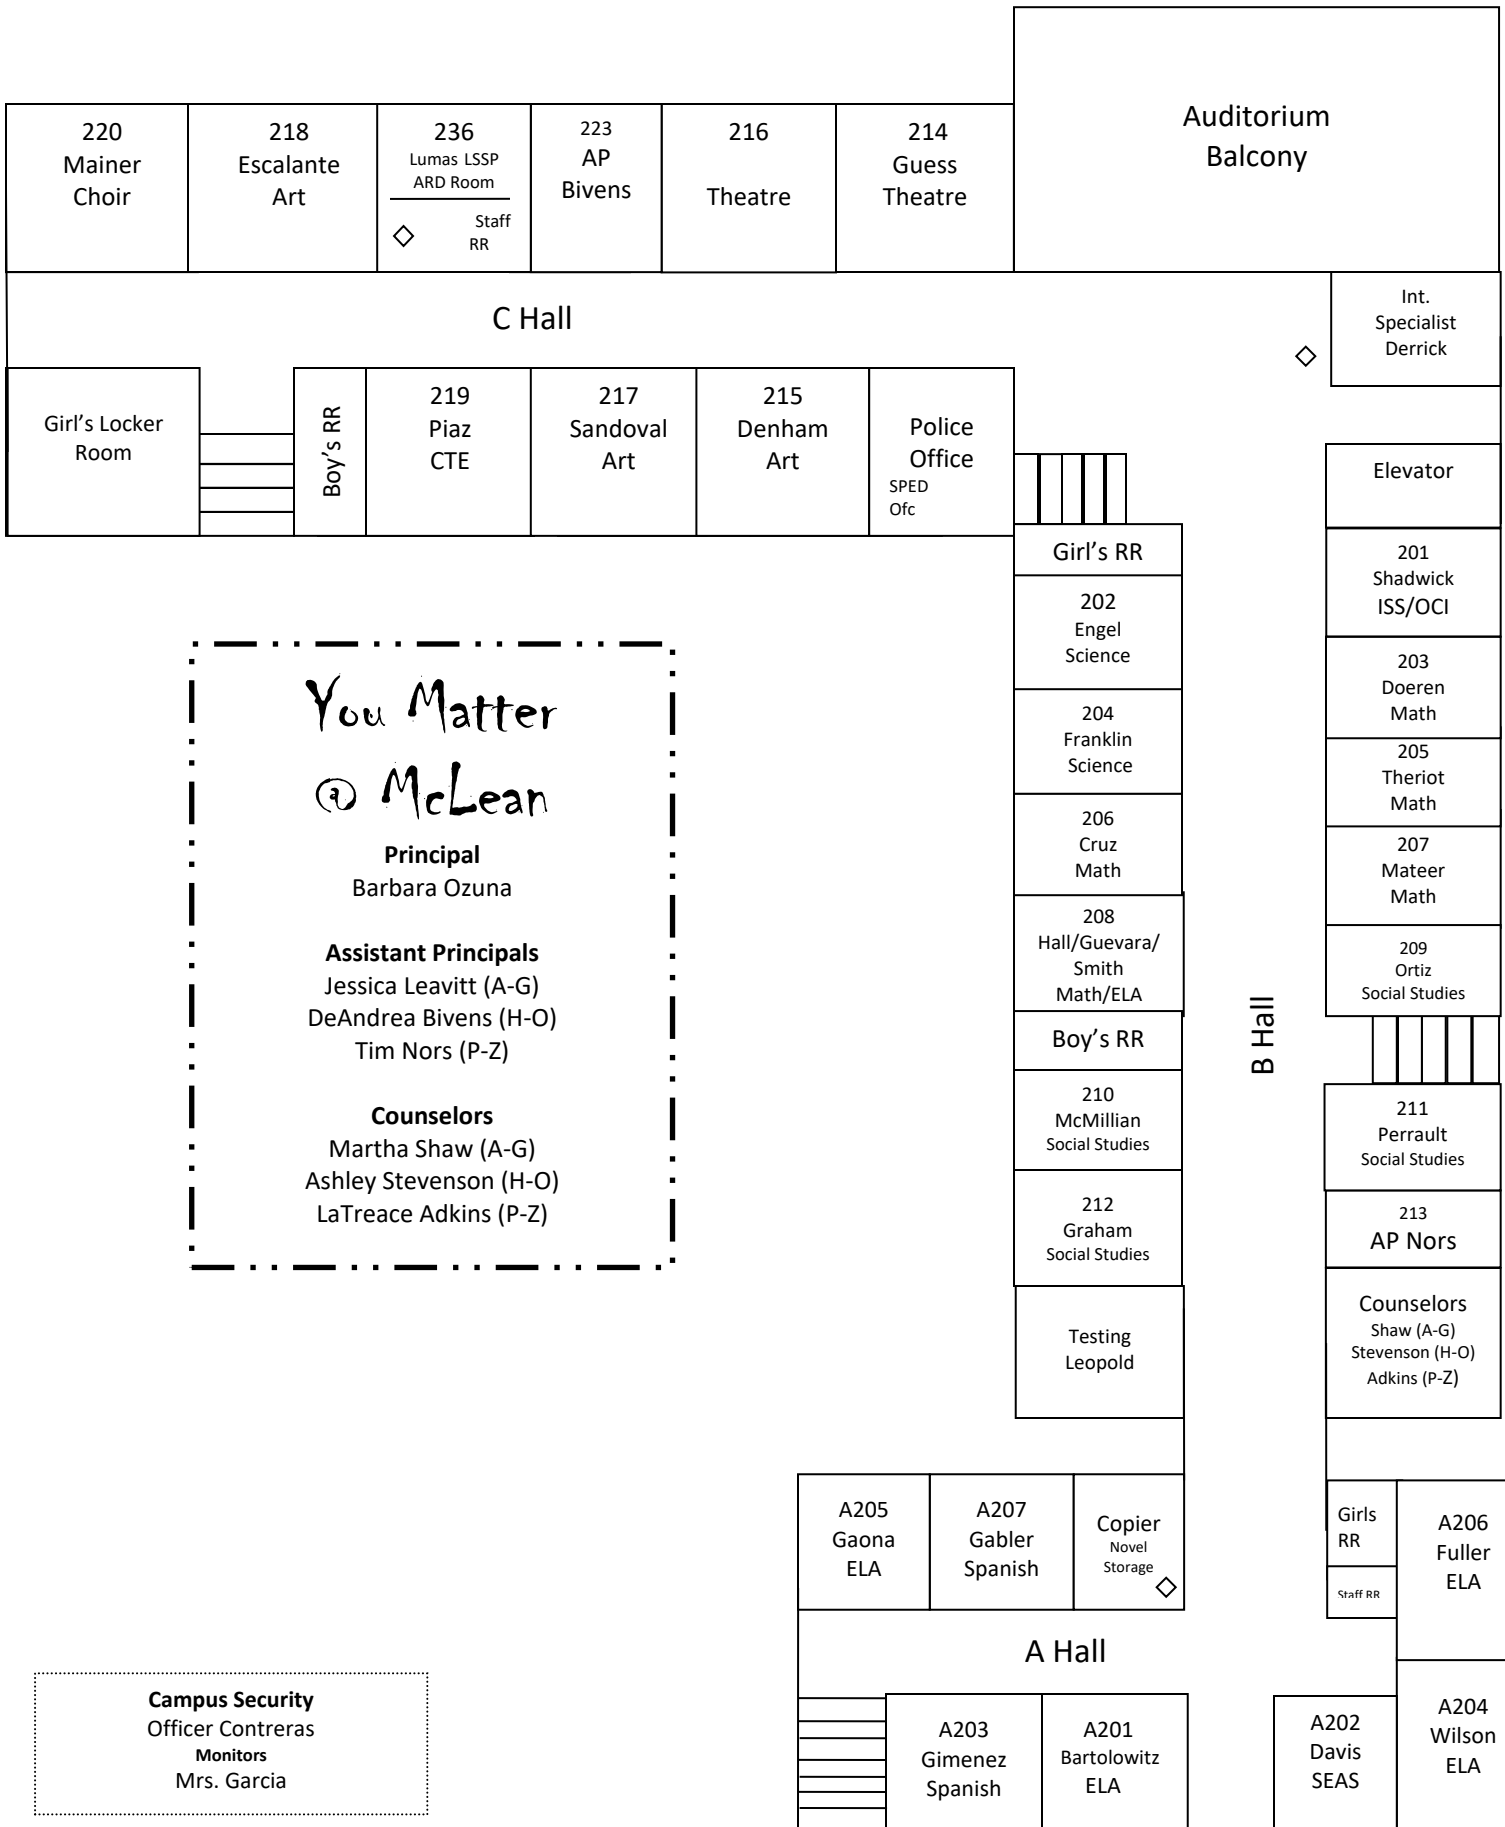 Auditorium
Balcony
220
Mainer
Choir
218
Escalante
Art
236
Lumas LSSP
ARD Room
Staff
RR
223
AP
Bivens
216
Theatre
214
Guess
Theatre
C Hall
Int.
Specialist
Derrick
Girl’s Locker
Room
Boy’s RR
219
Piaz
CTE
217
Sandoval
Art
215
Denham
Art
Police
Office
SPED
Ofc
Elevator
Girl’s RR
201
Shadwick
ISS/OCI
202
Engel
Science
203
Doeren
Math
204
Franklin
Science
205
Theriot
Math
206
Cruz
Math
207
Mateer
Math
208
Hall/Guevara/
Smith
Math/ELA
209
Ortiz
Social Studies
B Hall
Boy’s RR
210
McMillian
Social Studies
211
Perrault
Social Studies
212
Graham
Social Studies
213
AP Nors
Testing
Leopold
Counselors
Shaw (A-G)
Stevenson (H-O)
Adkins (P-Z)
You Matter
@ McLean
Principal
Barbara Ozuna
Assistant Principals
Jessica Leavitt (A-G)
DeAndrea Bivens (H-O)
Tim Nors (P-Z)
Counselors
Martha Shaw (A-G)
Ashley Stevenson (H-O)
LaTreace Adkins (P-Z)
A205
Gaona
ELA
A207
Gabler
Spanish
Copier
Novel
Storage
Girls
RR
Staff RR
A206
Fuller
ELA
A Hall
A203
Gimenez
Spanish
A201
Bartolowitz
ELA
A202
Davis
SEAS
A204
Wilson
ELA
Campus Security
Officer Contreras
Monitors
Mrs. Garcia